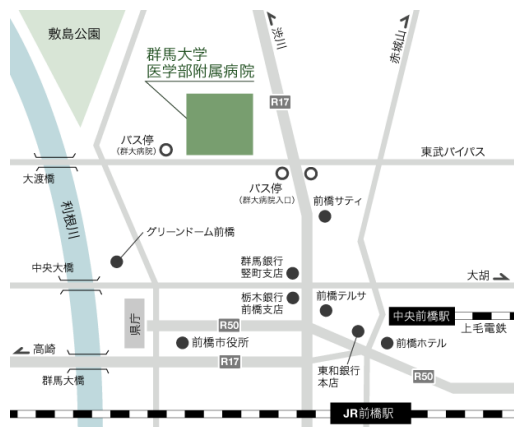 敷島公園
渋川
赤城山
群馬大学
医学部附属病院
R17
バス停
(群大病院)
東武バイパス
大渡橋
バス停
(群大病院入口)
前橋サティ
利根川
グリーンドーム前橋
群馬銀行
竪町支店
中央大橋
大胡
栃木銀行
前橋支店
前橋テルサ
中央前橋駅
県庁
R50
上毛電鉄
高崎
前橋市役所
前橋ホテル
R17
群馬大橋
東和銀行
本店
R50
JR前橋駅